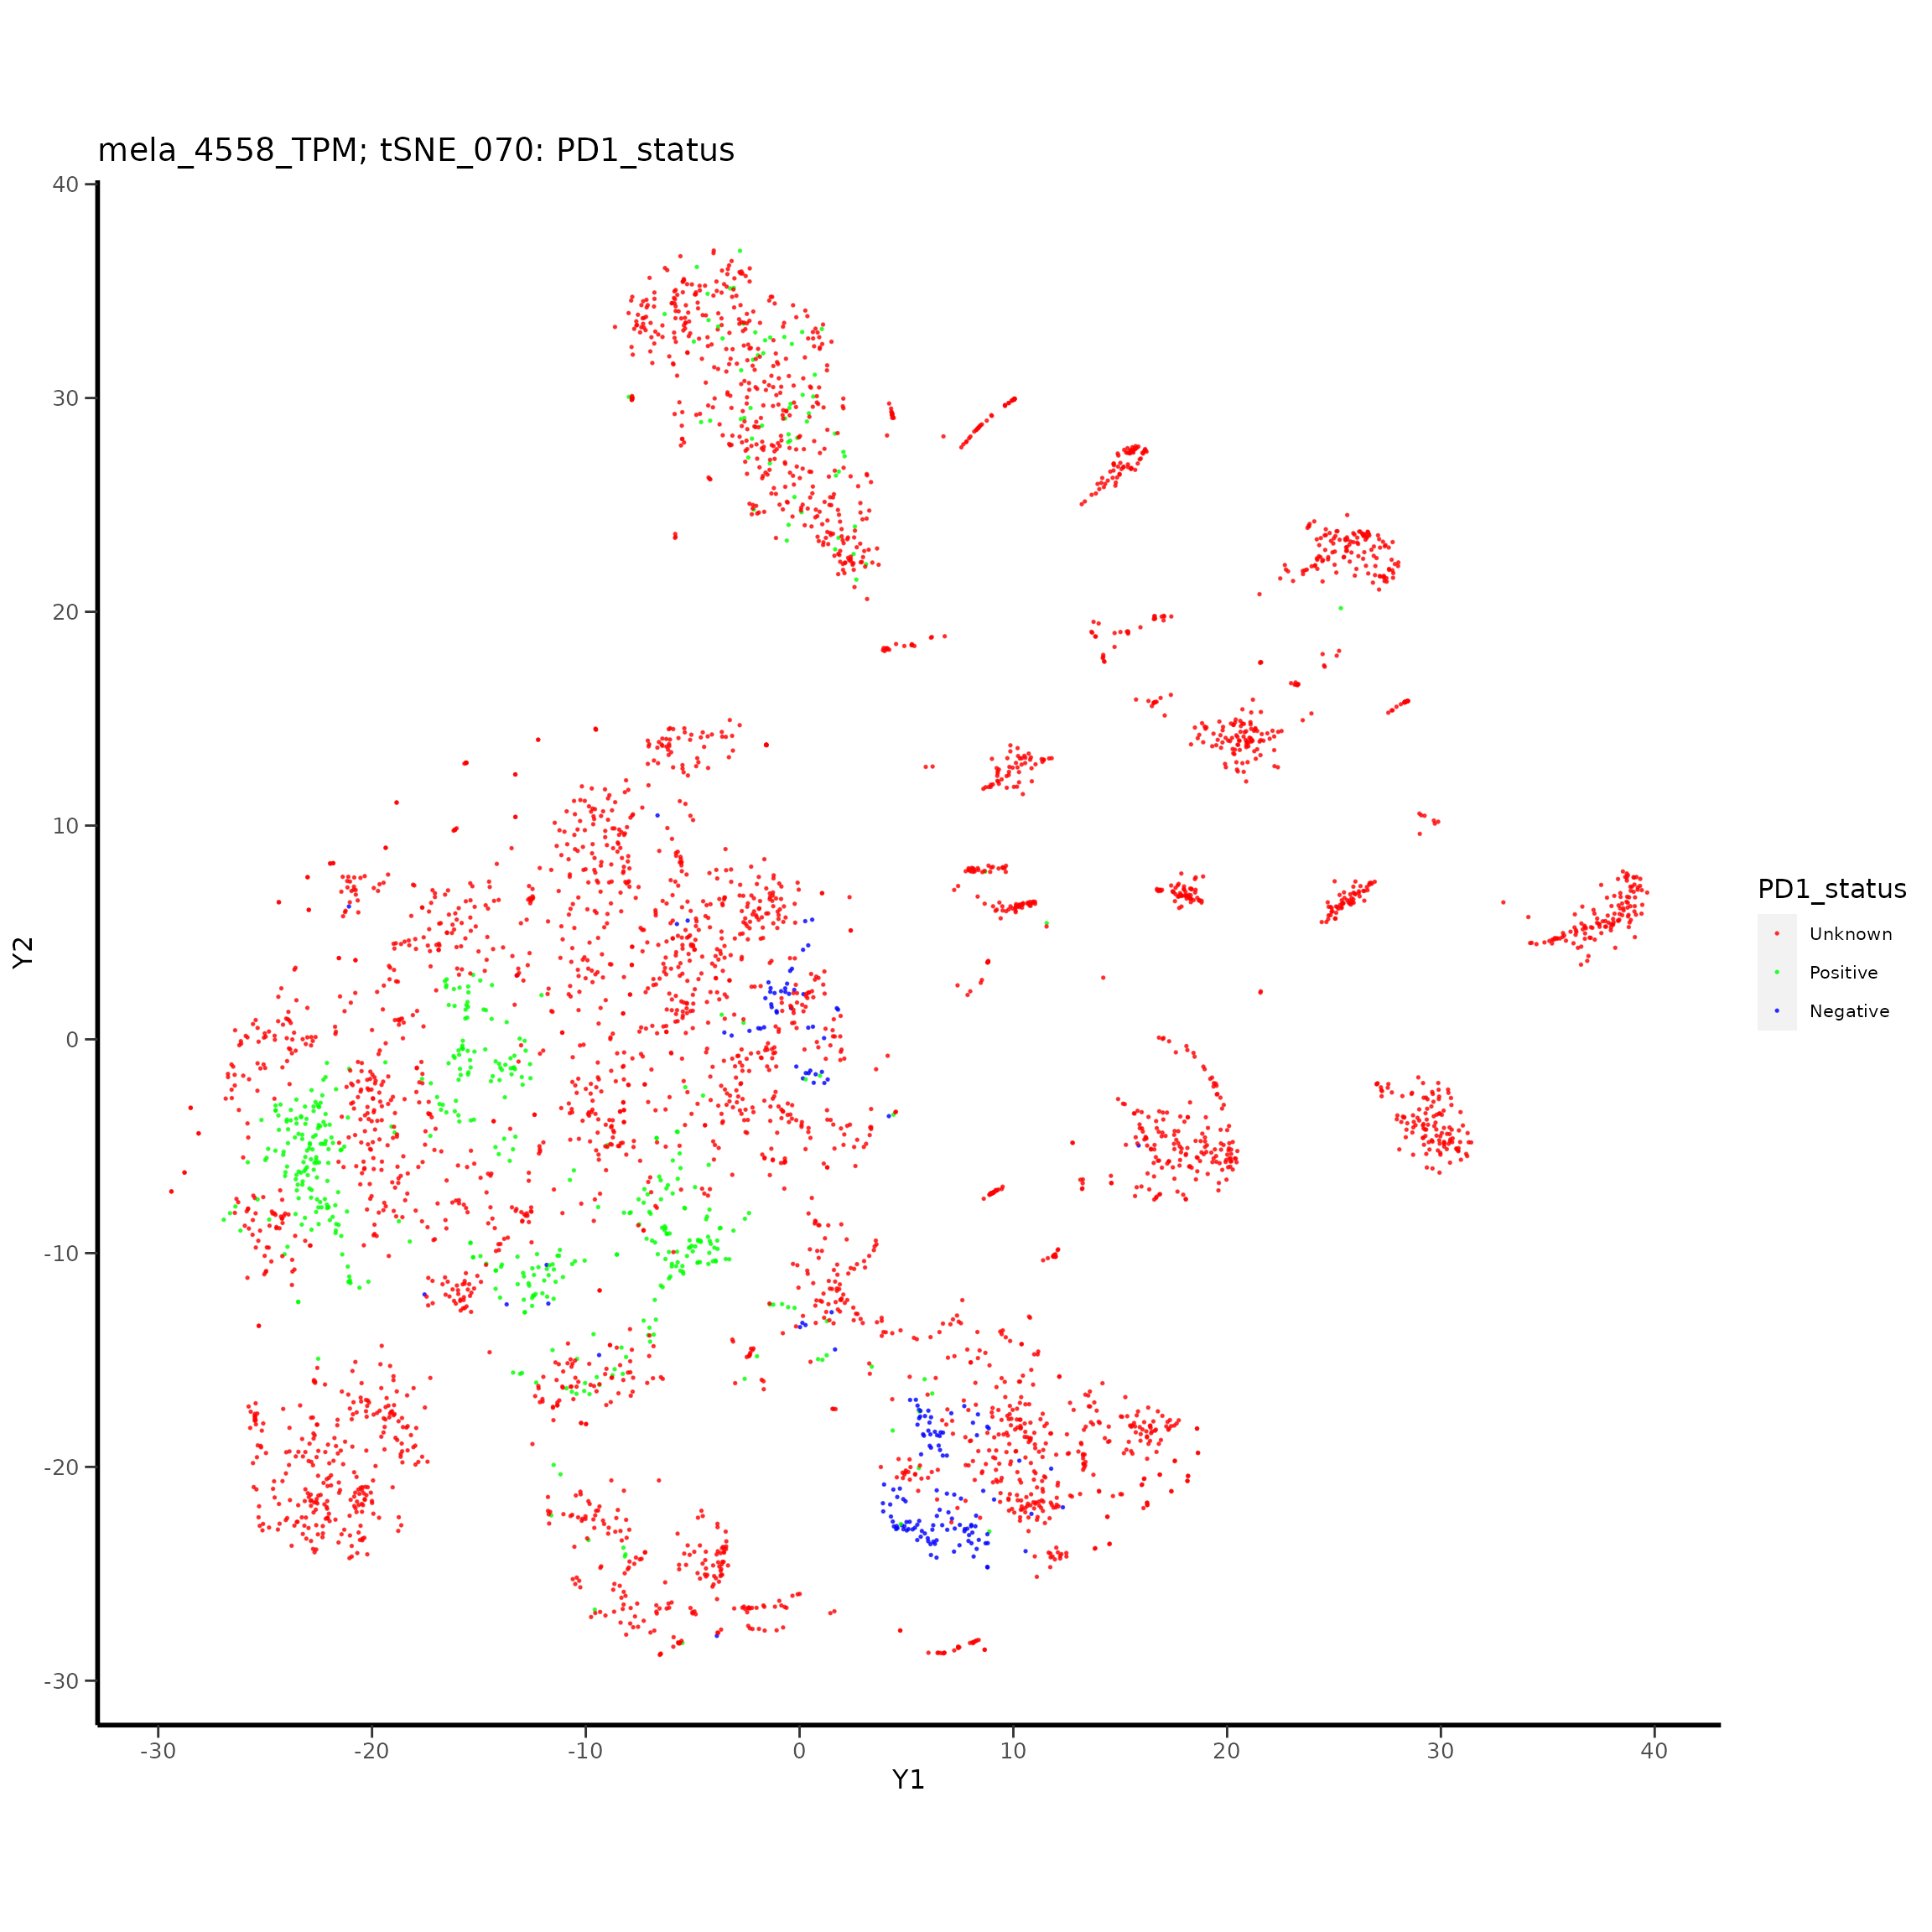 mela_4558_TPM; tSNE_070: PD1_status
40
30
20
10
0
-10
-20
-30
Y2
-30 -20 -10 0 10 20 30 40
Y1
PD1_status
Unknown
Positive
Negative